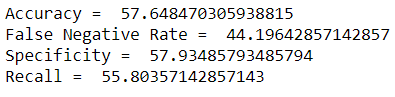 Accuracy =  57.648470305938815
False Negative Rate =  44.19642857142857
Specificity =  57.93485793485794
Recall =  55.80357142857143